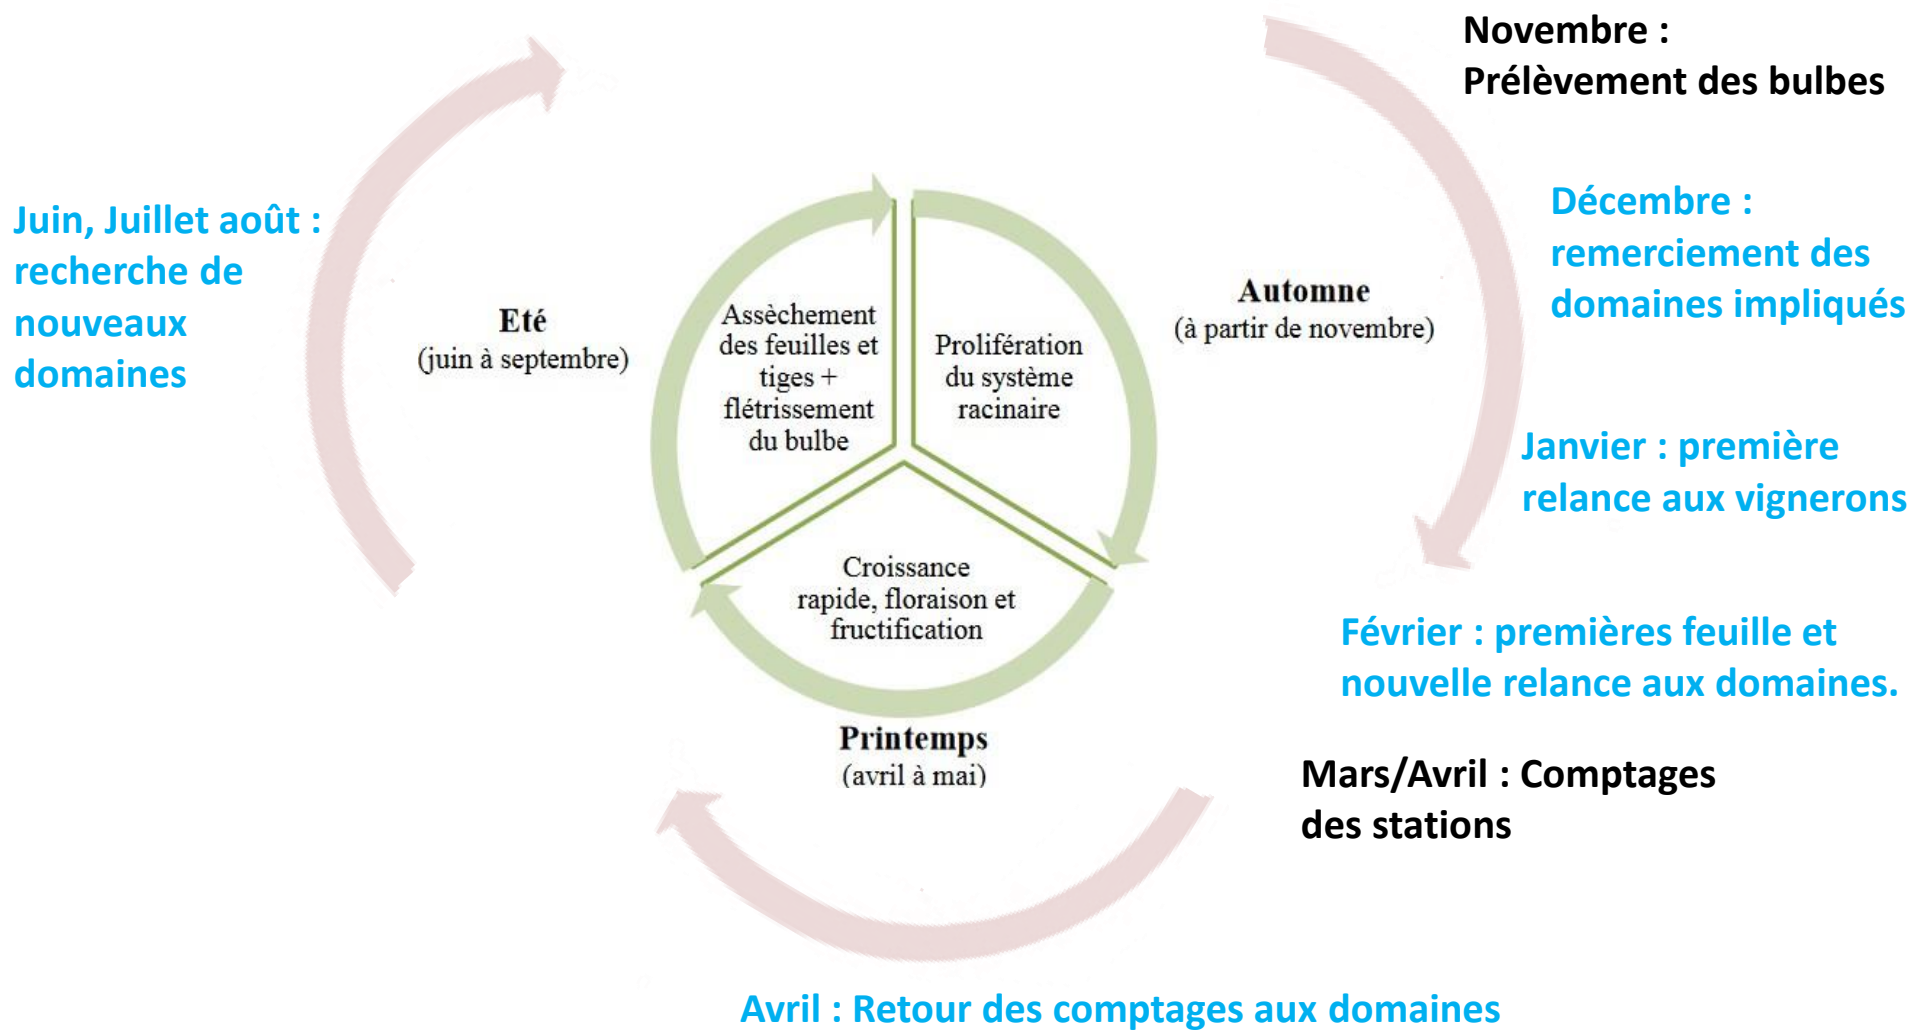 Novembre :
Prélèvement des bulbes
Décembre :
remerciement des
domaines impliqués
Janvier : première
relance aux vignerons
Février : premières feuille et
nouvelle relance aux domaines.
Mars/Avril : Comptages
des stations
Avril : Retour des comptages aux domaines
Juin, Juillet août :
recherche de
nouveaux
domaines
Eté
(juin à septembre)
Assèchement
des feuilles et
tiges +
flétrissement
du bulbe
Prolifération
du système
racinaire
Automne
(à partir de novembre)
Croissance
rapide, floraison et
fructification
Printemps
(avril à mai)